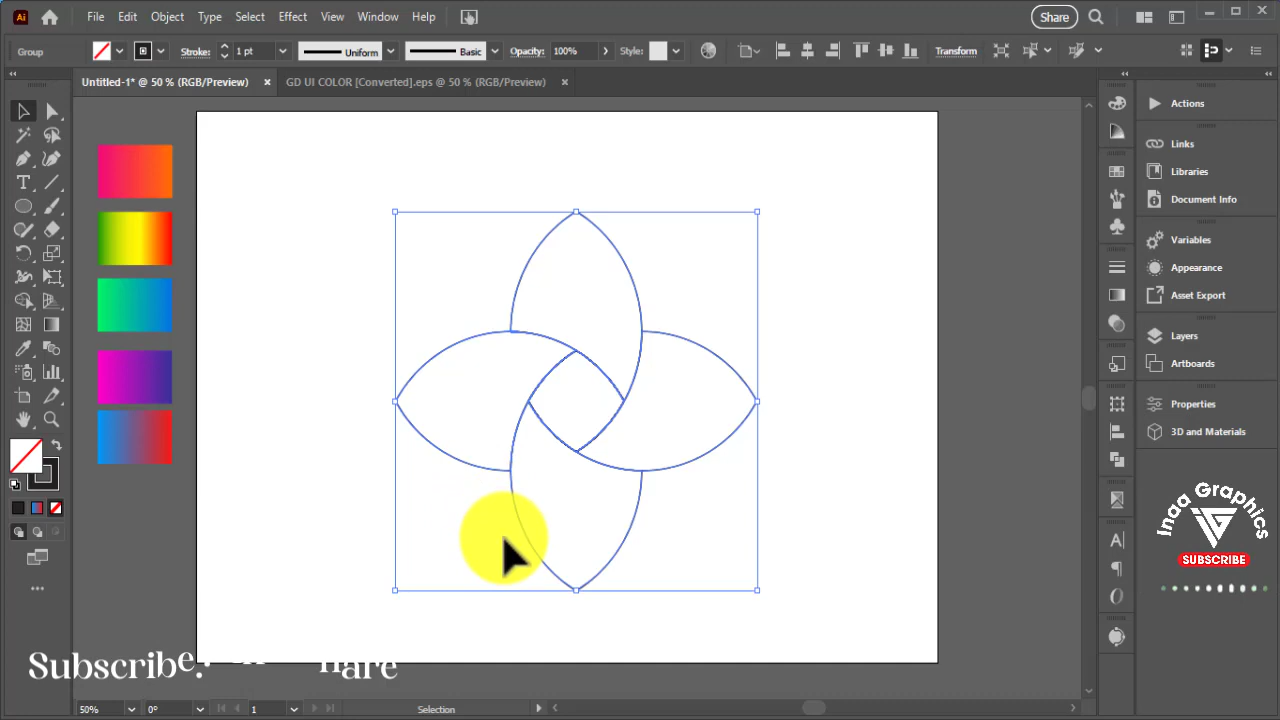 Ai File Edit Object Type Select Effect View Window Help Share
Group Stroke: 1 pt Uniform Basic Opacity: 100% Style: Transform
Untitled-1* @ 50 % (RGB/Preview) × GD UI COLOR [Converted].eps @ 50 % (RGB/Preview) ×
Actions
Links
Libraries
Document Info
Variables
Appearance
Asset Export
Layers
Artboards
Properties
3D and Materials
Inaa Graphics
SUBSCRIBE
Subscribe.
50% 0° 1 Selection